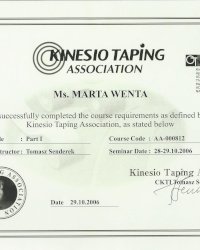 KINESIO TAPING
ASSOCIATION
Ms. MARTA WENTA
successfully completed the course requirements as defined b
Kinesio Taping Association, as stated below
Part I Course Code : AA-000812
Tomasz Senderek Seminar Date : 28-29.10.2006
Kinesio Taping A
CKTI Tomasz S
29.10.2006